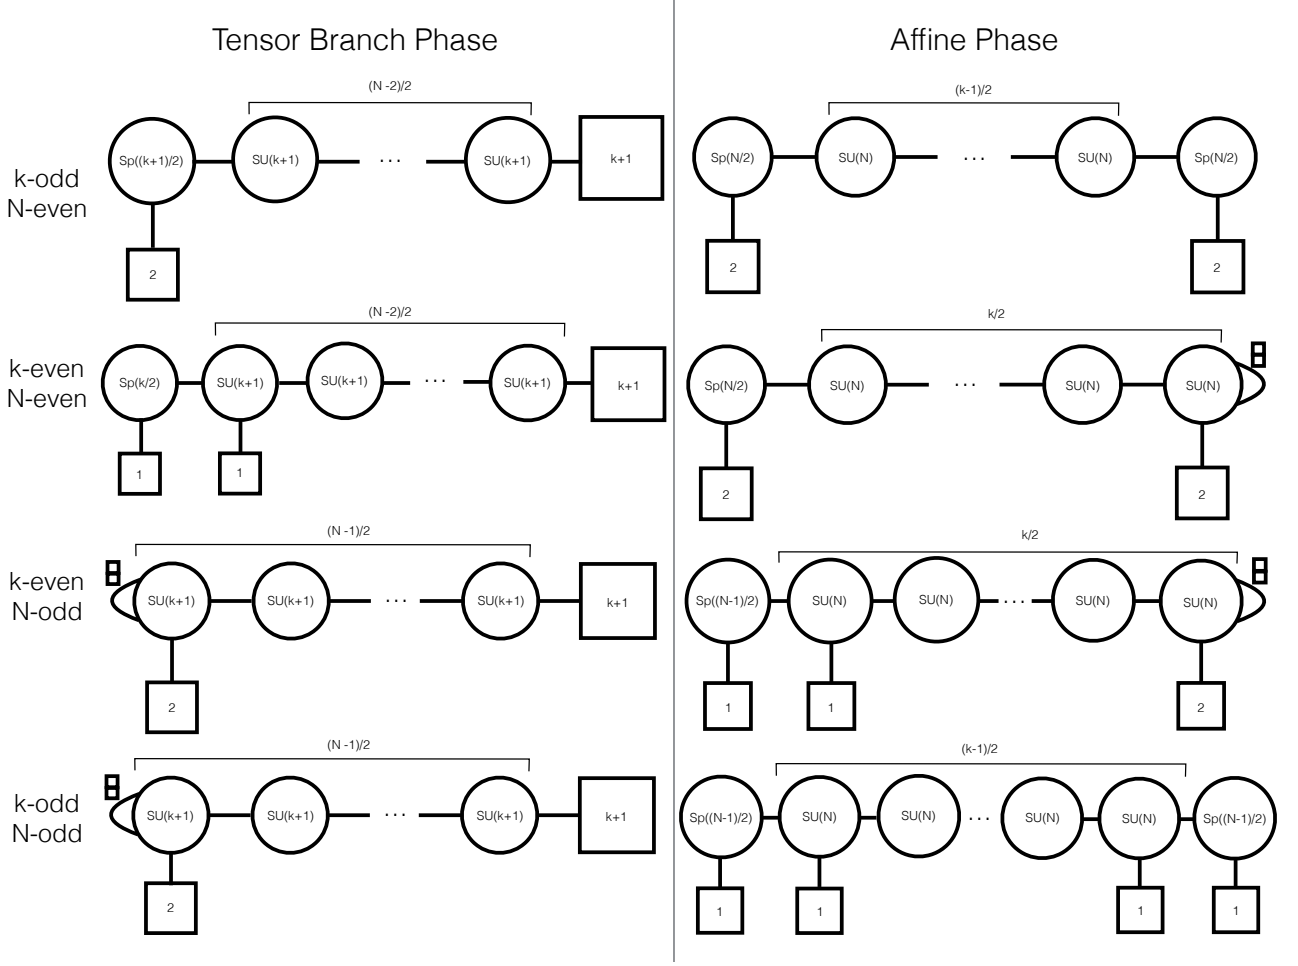 Tensor Branch Phase
Affine Phase
k-odd
N-even
(N -2)/2
Sp((k+1)/2)
SU(k+1)
...
SU(k+1)
k+1
2
(k-1)/2
Sp(N/2)
SU(N)
...
SU(N)
Sp(N/2)
2
2
k-even
N-even
(N -2)/2
Sp(k/2)
SU(k+1)
SU(k+1)
...
SU(k+1)
k+1
1
1
k/2
Sp(N/2)
SU(N)
...
SU(N)
SU(N)
2
2
k-even
N-odd
(N -1)/2
SU(k+1)
SU(k+1)
...
SU(k+1)
k+1
2
k/2
Sp((N-1)/2)
SU(N)
SU(N)
...
SU(N)
SU(N)
1
1
2
k-odd
N-odd
(N -1)/2
SU(k+1)
SU(k+1)
...
SU(k+1)
k+1
2
(k-1)/2
Sp((N-1)/2)
SU(N)
SU(N)
...
SU(N)
SU(N)
Sp((N-1)/2)
1
1
1
1